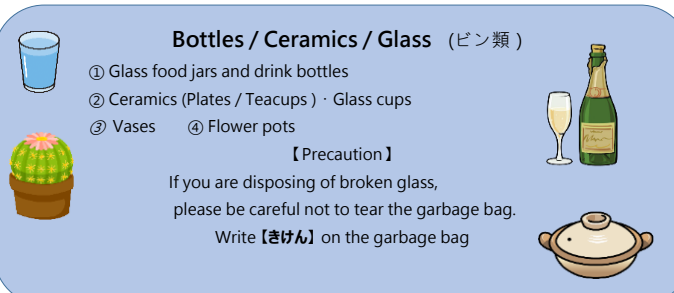 Bottles / Ceramics / Glass (ビン類)
① Glass food jars and drink bottles
② Ceramics (Plates / Teacups)・Glass cups
③ Vases ④ Flower pots
【Precaution】
If you are disposing of broken glass,
please be careful not to tear the garbage bag.
Write【きけん】on the garbage bag